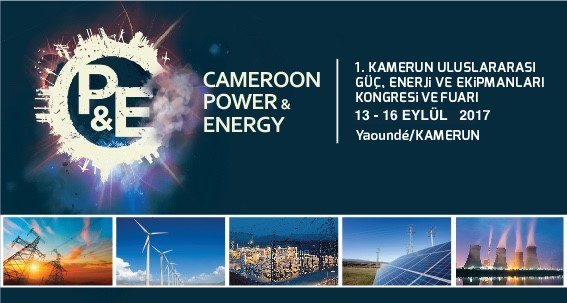 P&E
CAMEROON
POWER &
ENERGY
1. KAMERUN ULUSLARARASI
GÜÇ, ENERJİ VE EKİPMANLARI
KONGRESİ VE FUARI
13 - 16 EYLÜL 2017
Yaoundé/KAMERUN